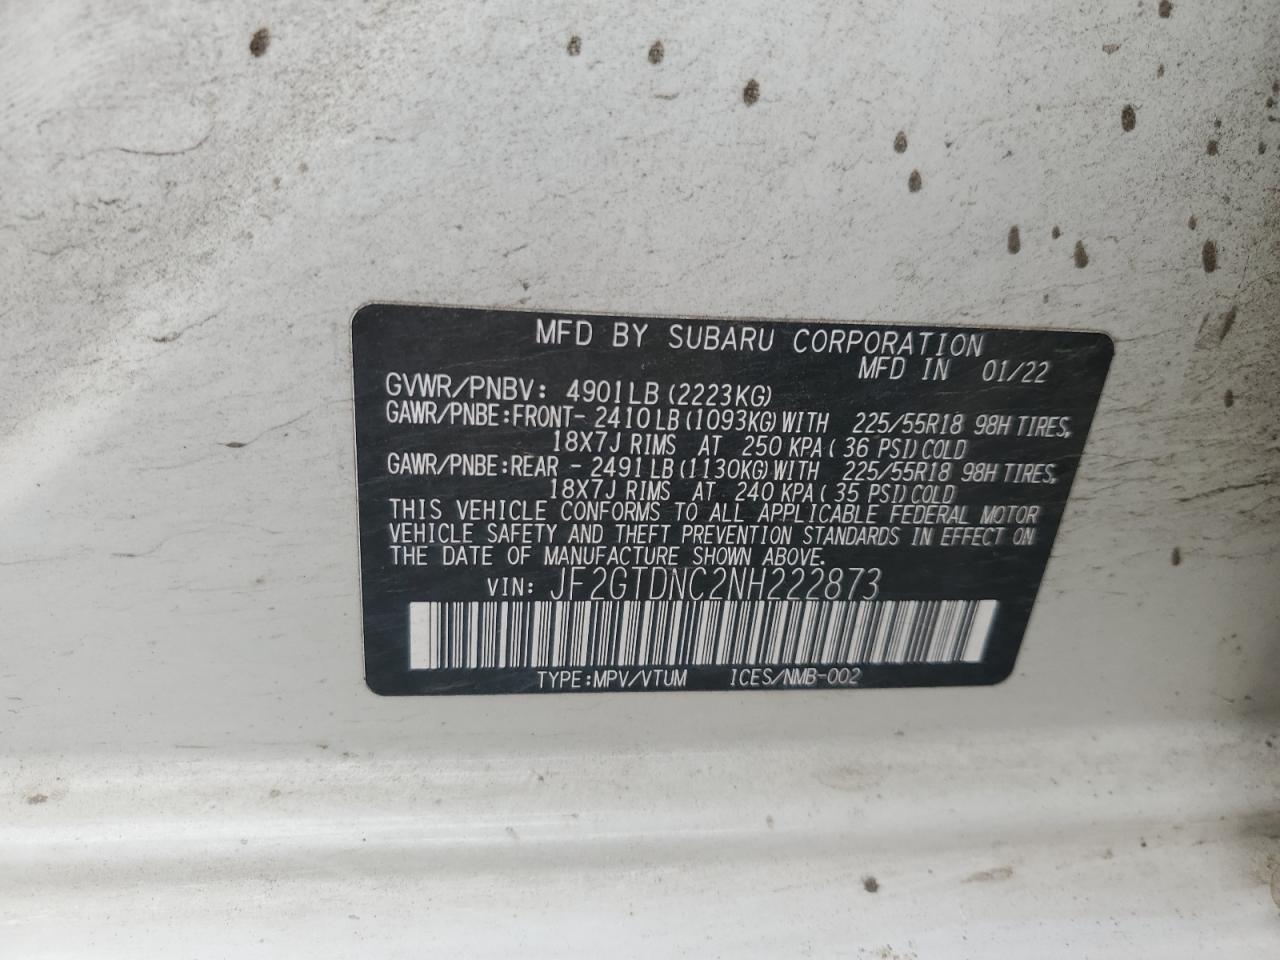 MFD BY SUBARU CORPORATION
MFD IN 01/22
GVWR/PNBV: 4901LB (2223KG)
GAWR/PNBE:FRONT- 2410LB (1093KG) WITH 225/55R18 98H TIRES,
18X7J RIMS AT 250 KPA( 36 PSI)COLD
GAWR/PNBE:REAR - 2491LB (1130KG) WITH 225/55R18 98H TIRES,
18X7J RIMS AT 240 KPA( 35 PSI)COLD
THIS VEHICLE CONFORMS TO ALL APPLICABLE FEDERAL MOTOR
VEHICLE SAFETY AND THEFT PREVENTION STANDARDS IN EFFECT ON
THE DATE OF MANUFACTURE SHOWN ABOVE.
VIN: JF2GTDNC2NH222873
TYPE:MPV/VTUM ICES/NMB-002